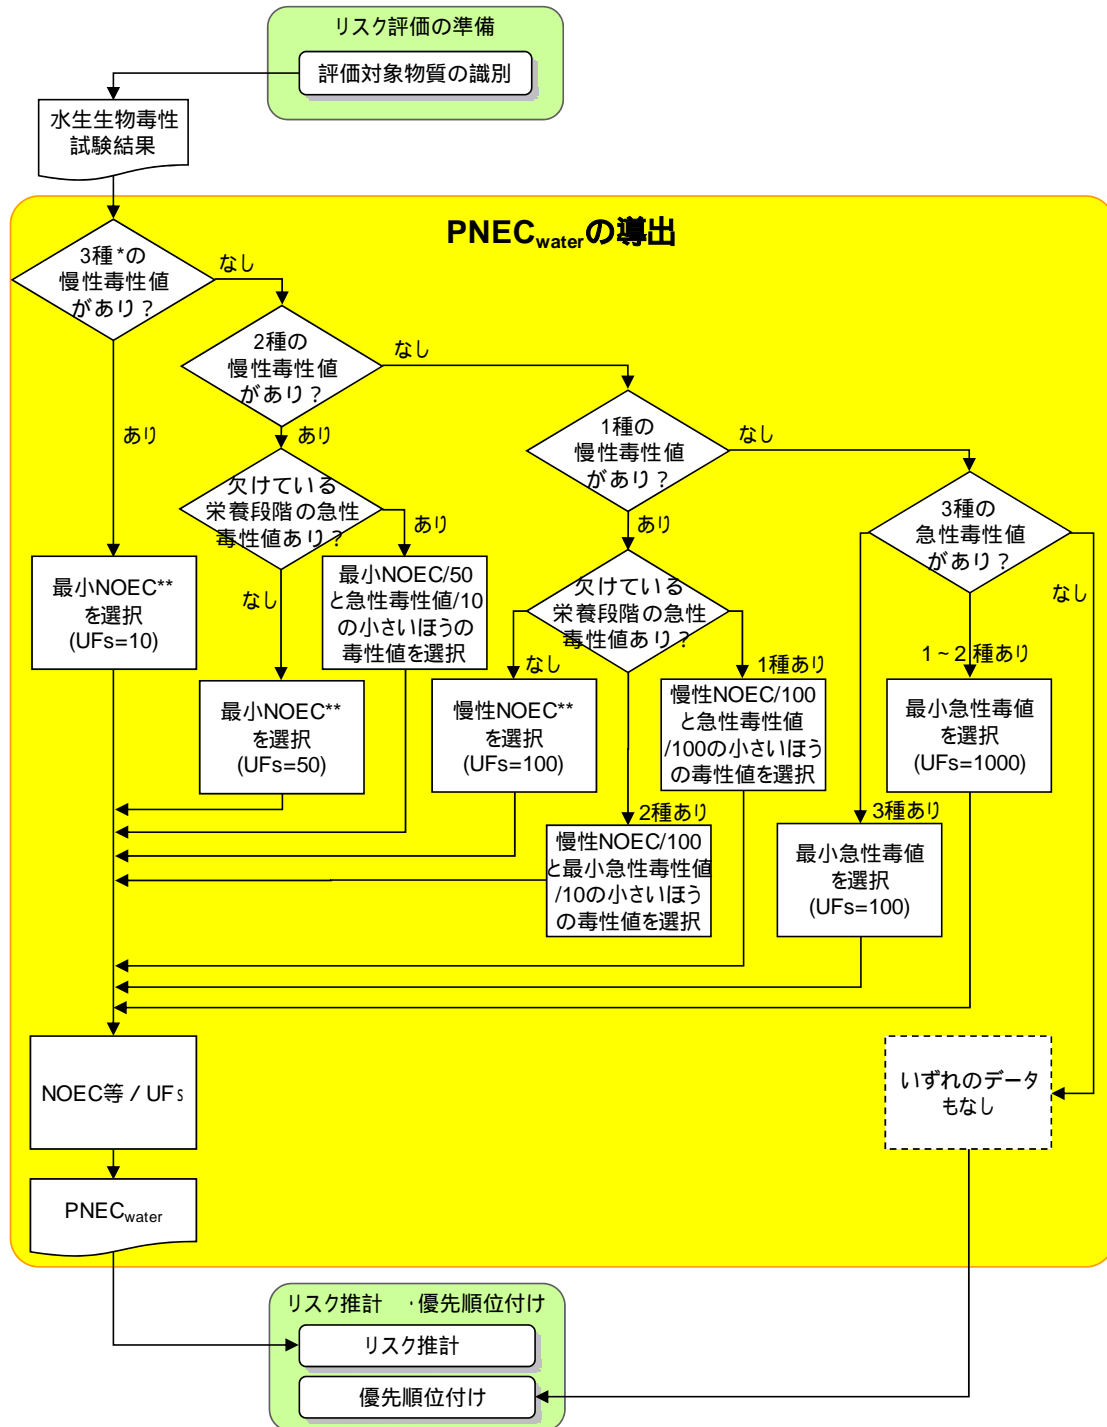 リスク評価の準備
評価対象物質の識別
水生生物毒性
試験結果
PNECwaterの導出
3種*の
慢性毒性値
があり？
なし
2種の
慢性毒性値
があり？
なし
あり
あり
1種の
慢性毒性値
があり？
なし
欠けている
栄養段階の急性
毒性値あり？
あり
なし
あり
3種の
急性毒性値
があり？
なし
最小NOEC**
を選択
(UFs=10)
最小NOEC/50
と急性毒性値/10
の小さいほうの
毒性値を選択
欠けている
栄養段階の急性
毒性値あり？
なし
1種あり
1～2種あり
最小NOEC**
を選択
(UFs=50)
慢性NOEC**
を選択
(UFs=100)
慢性NOEC/100
と急性毒性値
/100の小さいほう
の毒性値を選択
最小急性毒値
を選択
(UFs=1000)
2種あり
3種あり
慢性NOEC/100
と最小急性毒性値
/10の小さいほう
の毒性値を選択
最小急性毒値
を選択
(UFs=100)
NOEC等 / UFs
いずれのデータ
もなし
PNECwater
リスク推計 ・優先順位付け
リスク推計
優先順位付け